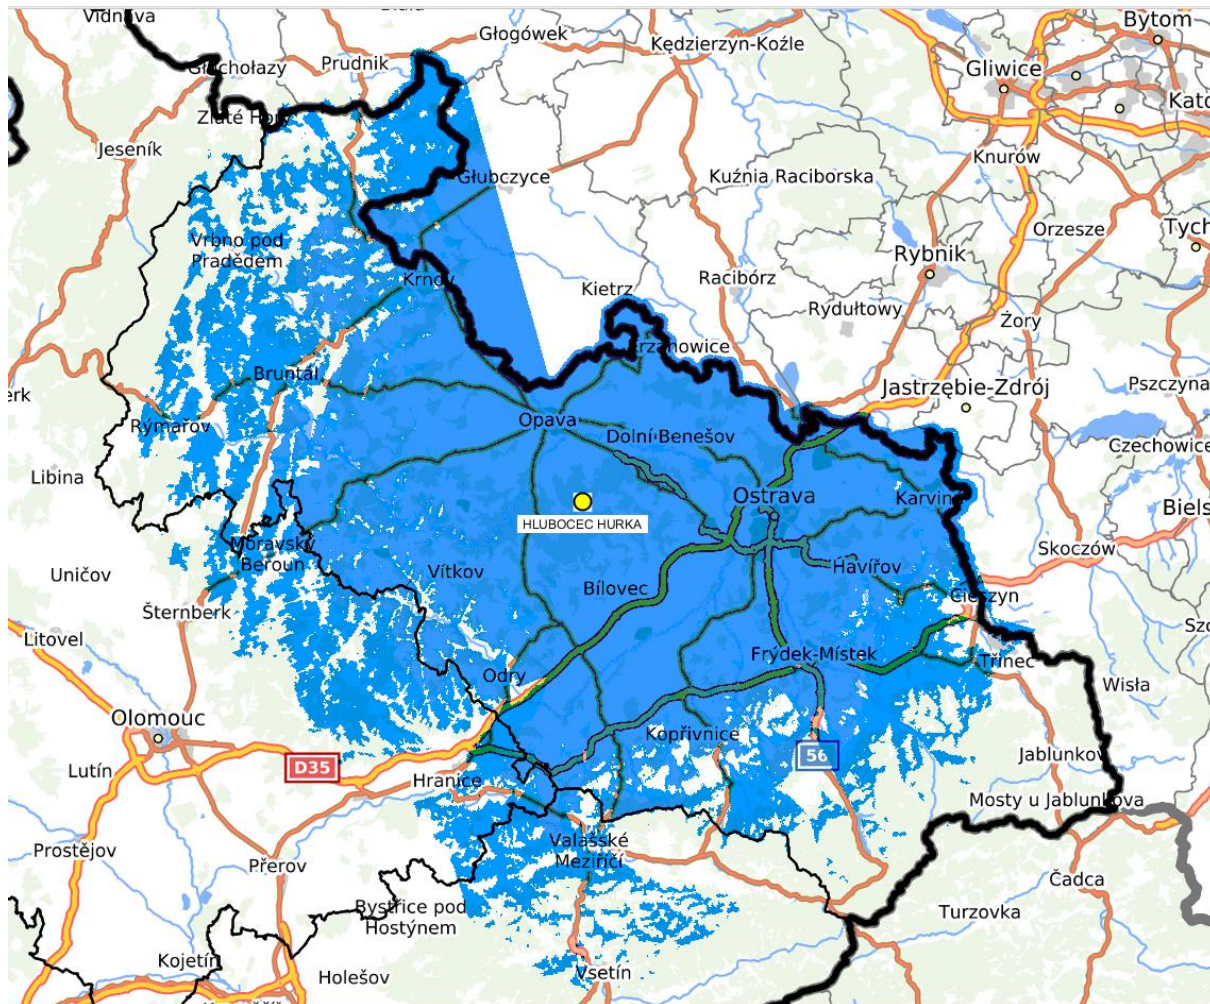 Vidnava
Głogówek
Bytom
Kędzierzyn-Koźle
Głuchołazy
Prudnik
Gliwice
Zlaté Hory
Jeseník
Knurów
Głubczyce
Kuźnia Raciborska
Orzesze
Vrbno pod
Pradědem
Rybnik
Krnov
Racibórz
Kietrz
Rydułtowy
Żory
Krzanowice
Bruntál
Jastrzębie-Zdrój
Pszczyna
Rýmařov
Opava
Dolní Benešov
Czechowice
Libina
Ostrava
Karviná
HLUBOCEC HURKA
Moravský
Beroun
Skoczów
Uničov
Vítkov
Bílovec
Havířov
Cieszyn
Šternberk
Litovel
Frýdek-Místek
Třinec
Odry
Wisła
Olomouc
Kopřivnice
Jablunkov
56
D35
Lutín
Hranice
Mosty u Jablunkova
Prostějov
Valašské
Meziříčí
Přerov
Čadca
Bystřice pod
Hostýnem
Turzovka
Kojetín
Holešov
Vsetín